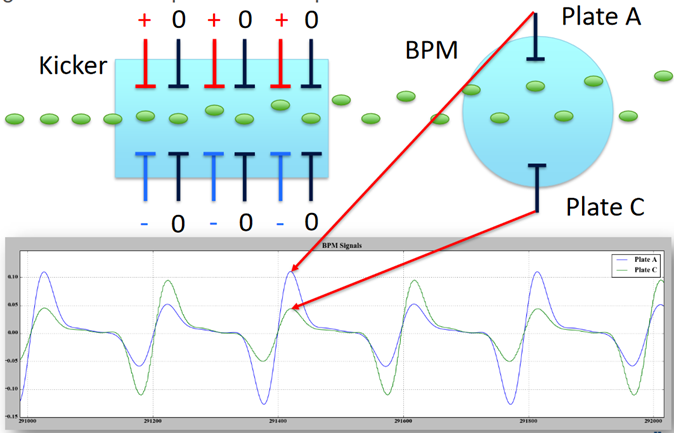 + 0 + 0 + 0
Plate A
BPM
Kicker
Plate C
- 0 - 0 - 0
BPM Signals
Plate A
Plate C
0.10
0.05
0.00
-0.05
-0.10
-0.15
291000 291200 291400 291600 291800 292000